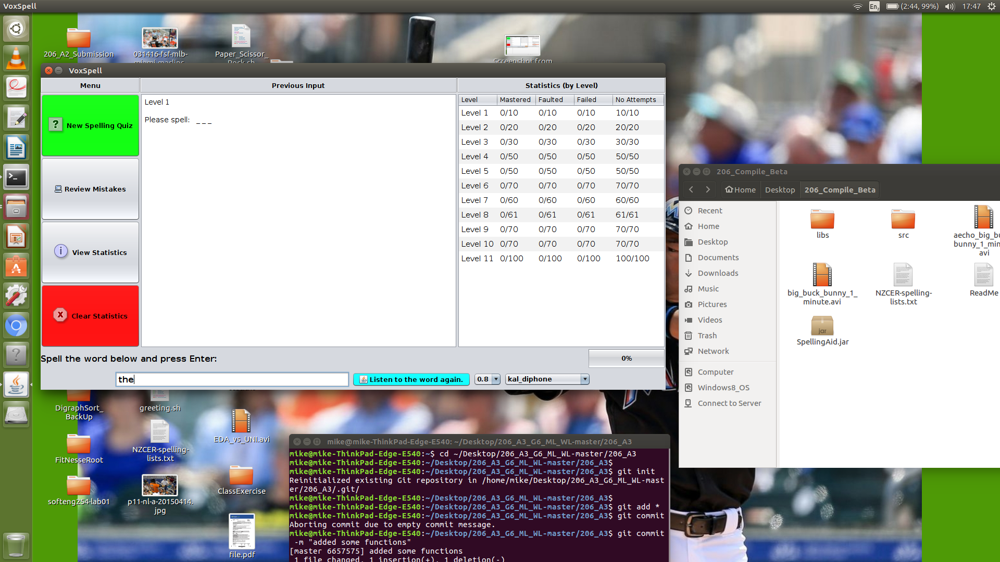 VoxSpell
En2
(2:44, 99%)
17:47
206_A2_Submission
031416-fsf-mlb-
miami-marlins
Paper_Scissor_
Rock.sh
Screenshot from
VoxSpell
Menu
Previous Input
Statistics (by Level)
New Spelling Quiz
Review Mistakes
View Statistics
Clear Statistics
Level 1
Please spell: _ _ _
Level Mastered Faulted Failed No Attempts
Level 1 0/10 0/10 0/10 10/10
Level 2 0/20 0/20 0/20 20/20
Level 3 0/30 0/30 0/30 30/30
Level 4 0/50 0/50 0/50 50/50
Level 5 0/50 0/50 0/50 50/50
Level 6 0/70 0/70 0/70 70/70
Level 7 0/60 0/60 0/60 60/60
Level 8 0/61 0/61 0/61 61/61
Level 9 0/70 0/70 0/70 70/70
Level 10 0/70 0/70 0/70 70/70
Level 11 0/100 0/100 0/100 100/100
Spell the word below and press Enter:
0%
the
Listen to the word again.
0.8
kal_diphone
206_Compile_Beta
Home
Desktop
206_Compile_Beta
Recent
Home
Desktop
Documents
Downloads
Music
Pictures
Videos
Trash
Network
Computer
Windows8_OS
Connect to Server
libs
src
aecho_big_bu
bunny_1_min
avi
big_buck_bunny_1_
minute.avi
NZCER-spelling-
lists.txt
ReadMe
jar
SpellingAid.jar
DigraphSort_
BackUp
greeting.sh
EDA_vs_UNI.avi
FitNesseRoot
NZCER-spelling-
lists.txt
ClassExercise
softeng254-lab01
p11-nl-a-20150414.
jpg
file.pdf
mike@mike-ThinkPad-Edge-E540: ~/Desktop/206_A3_G6_ML_WL-master/206_A3
mike@mike-ThinkPad-Edge-E540:~$ cd ~/Desktop/206_A3_G6_ML_WL-master/206_A3
mike@mike-ThinkPad-Edge-E540:~/Desktop/206_A3_G6_ML_WL-master/206_A3$
mike@mike-ThinkPad-Edge-E540:~/Desktop/206_A3_G6_ML_WL-master/206_A3$ git init
Reinitialized existing Git repository in /home/mike/Desktop/206_A3_G6_ML_WL-mast
er/206_A3/.git/
mike@mike-ThinkPad-Edge-E540:~/Desktop/206_A3_G6_ML_WL-master/206_A3$
mike@mike-ThinkPad-Edge-E540:~/Desktop/206_A3_G6_ML_WL-master/206_A3$ git add *
mike@mike-ThinkPad-Edge-E540:~/Desktop/206_A3_G6_ML_WL-master/206_A3$ git commit
Aborting commit due to empty commit message.
mike@mike-ThinkPad-Edge-E540:~/Desktop/206_A3_G6_ML_WL-master/206_A3$ git commit
-m "added some functions"
[master 6657575] added some functions
1 file changed, 1 insertion(+), 1 deletion(-)